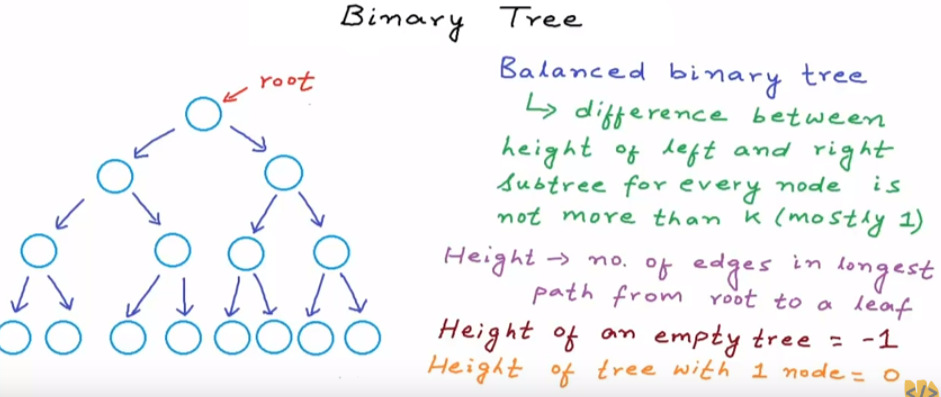 Binary Tree
root
Balanced binary tree
↳ difference between
height of left and right
subtree for every node is
not more than k (mostly 1)
Height → no. of edges in longest
path from root to a leaf
Height of an empty tree = -1
Height of tree with 1 node = 0